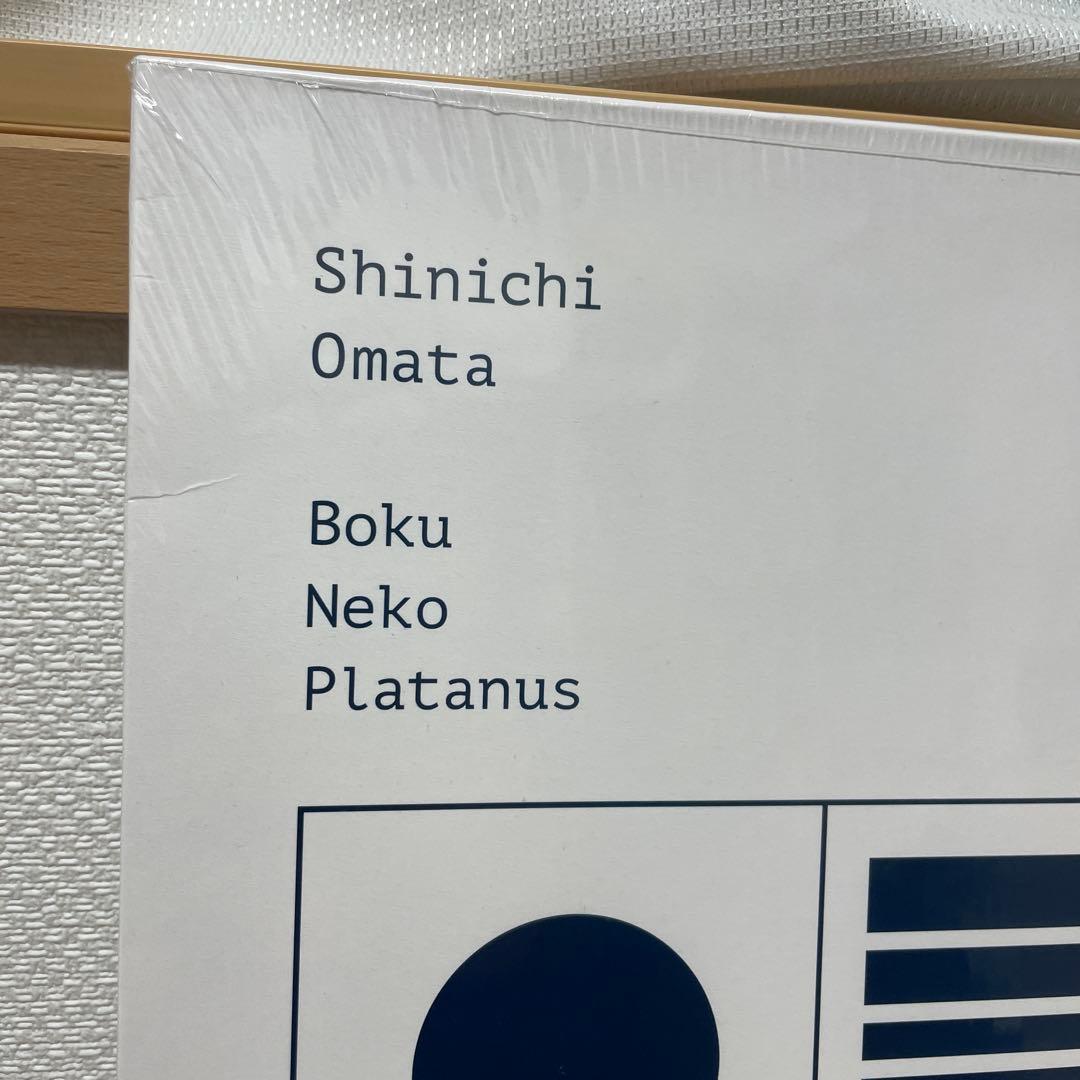 Shinichi
Omata
Boku
Neko
Platanus